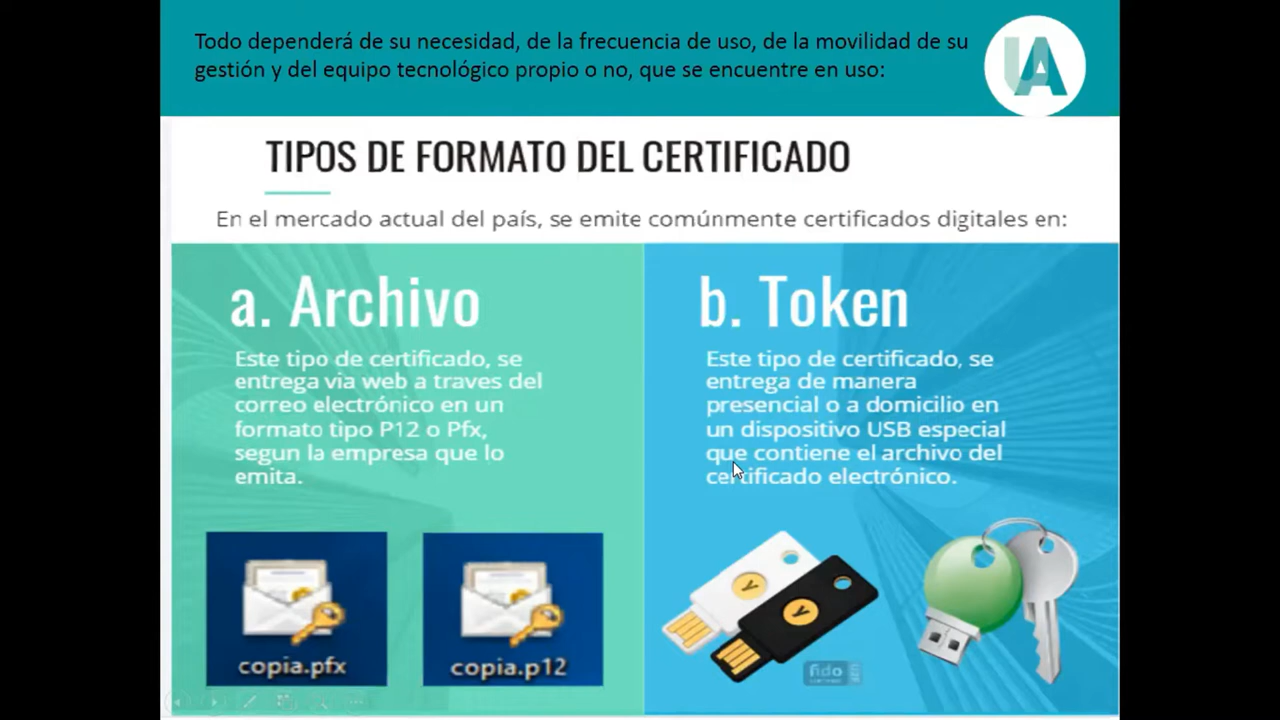 Todo dependerá de su necesidad, de la frecuencia de uso, de la movilidad de su
gestión y del equipo tecnológico propio o no, que se encuentre en uso:
UA
TIPOS DE FORMATO DEL CERTIFICADO
En el mercado actual del país, se emite comúnmente certificados digitales en:
a. Archivo
Este tipo de certificado, se
entrega via web a traves del
correo electrónico en un
formato tipo P12 o Pfx,
segun la empresa que lo
emita.
copia.pfx
copia.p12
b. Token
Este tipo de certificado, se
entrega de manera
presencial o a domicilio en
un dispositivo USB especial
que contiene el archivo del
certificado electrónico.
Y
Y
fido